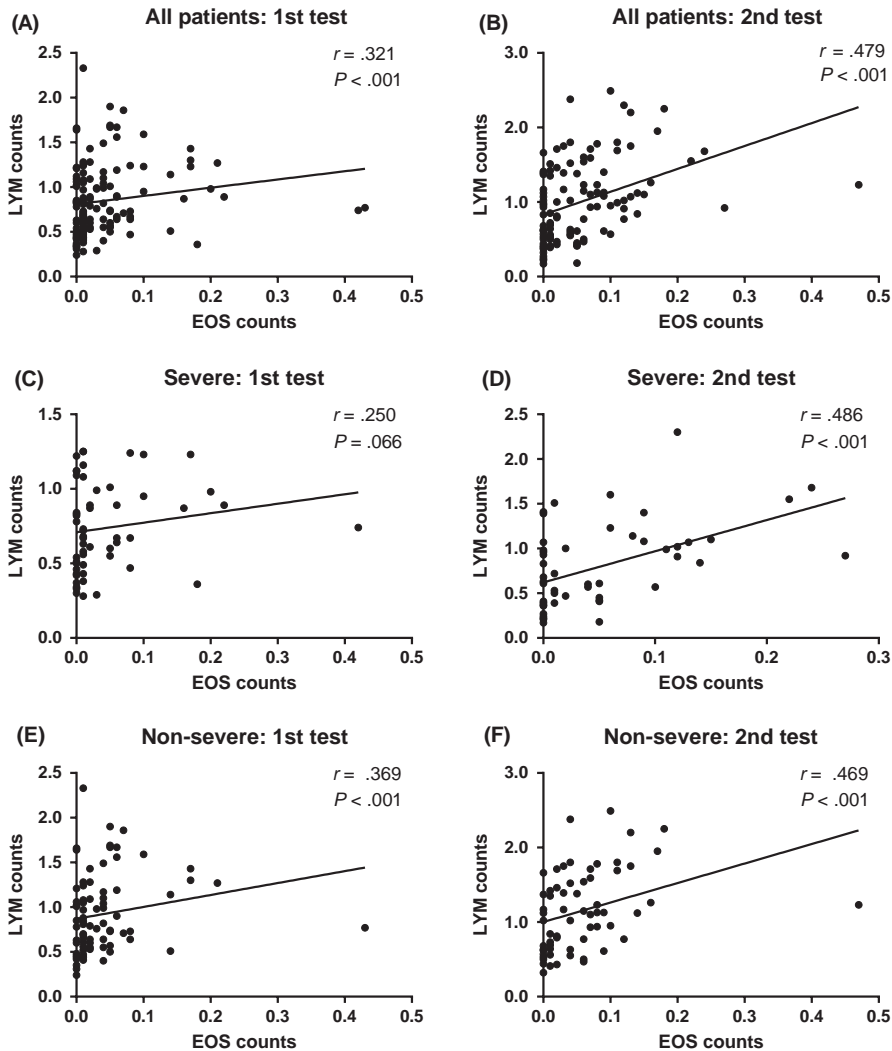 (A) All patients: 1st test
r = .321
P < .001
2.5
2.0
1.5
1.0
0.5
0.0
LYM counts
0.0 0.1 0.2 0.3 0.4 0.5
EOS counts
(B) All patients: 2nd test
r = .479
P < .001
3.0
2.0
1.0
0.0
LYM counts
0.0 0.1 0.2 0.3 0.4 0.5
EOS counts
(C) Severe: 1st test
r = .250
P = .066
1.5
1.0
0.5
0.0
LYM counts
0.0 0.1 0.2 0.3 0.4 0.5
EOS counts
(D) Severe: 2nd test
r = .486
P < .001
2.5
2.0
1.5
1.0
0.5
0.0
LYM counts
0.0 0.1 0.2 0.3
EOS counts
(E) Non-severe: 1st test
r = .369
P < .001
2.5
2.0
1.5
1.0
0.5
0.0
LYM counts
0.0 0.1 0.2 0.3 0.4 0.5
EOS counts
(F) Non-severe: 2nd test
r = .469
P < .001
3.0
2.0
1.0
0.0
LYM counts
0.0 0.1 0.2 0.3 0.4 0.5
EOS counts